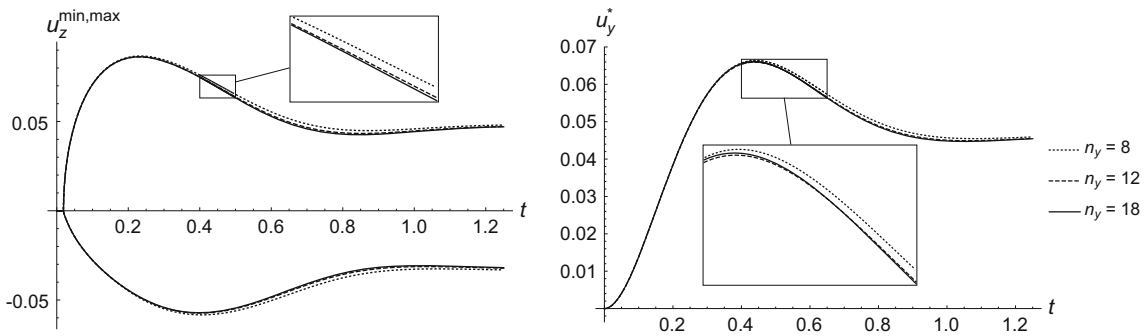 u_z^{min,max}
0.05
0.2 0.4 0.6 0.8 1.0 1.2 t
-0.05
u_y^*
0.07
0.06
0.05
0.04
0.03
0.02
0.01
0.2 0.4 0.6 0.8 1.0 1.2 t
n_y = 8
n_y = 12
n_y = 18